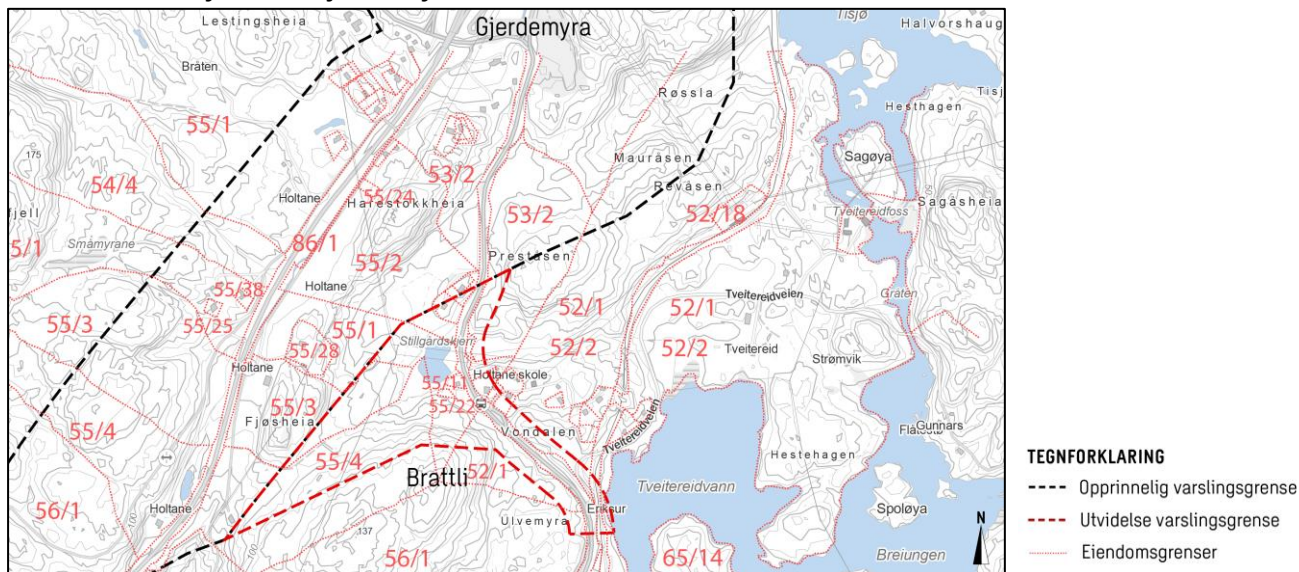 Lestingsheia
Gjerdemyra
Tisjø
Halvorshaug
Bråten
Røssla
Hesthagen
Tisj
55/1
175
Mauråsen
Sagøya
54/4
53/2
Holtane
55/24
Harestokkheia
53/2
Revåsen
52/18
Sagåsheia
fjell
Tveitereidfoss
5/1
Småmyrane
86/1
55/2
Preståsen
55/38
Holtane
52/1
Tveitereidveien
52/1
Gråten
55/3
55/25
55/1
Stillgardskjern
52/2
52/2
Tveitereid
Strømvik
Holtane
55/28
55/11
Holtane skole
55/3
55/22
Fjøsheia
55/4
Vondalen
Tveitereidveien
Gunnars
55/4
Brattli
52/1
Hestehagen
Tveitereidvann
56/1
Holtane
100
100
137
Ulvemyra
Eriksur
Spoløya
56/1
65/14
Breiungen
N
TEGNFORKLARING
Opprinnelig varslingsgrense
Utvidelse varslingsgrense
Eiendomsgrenser